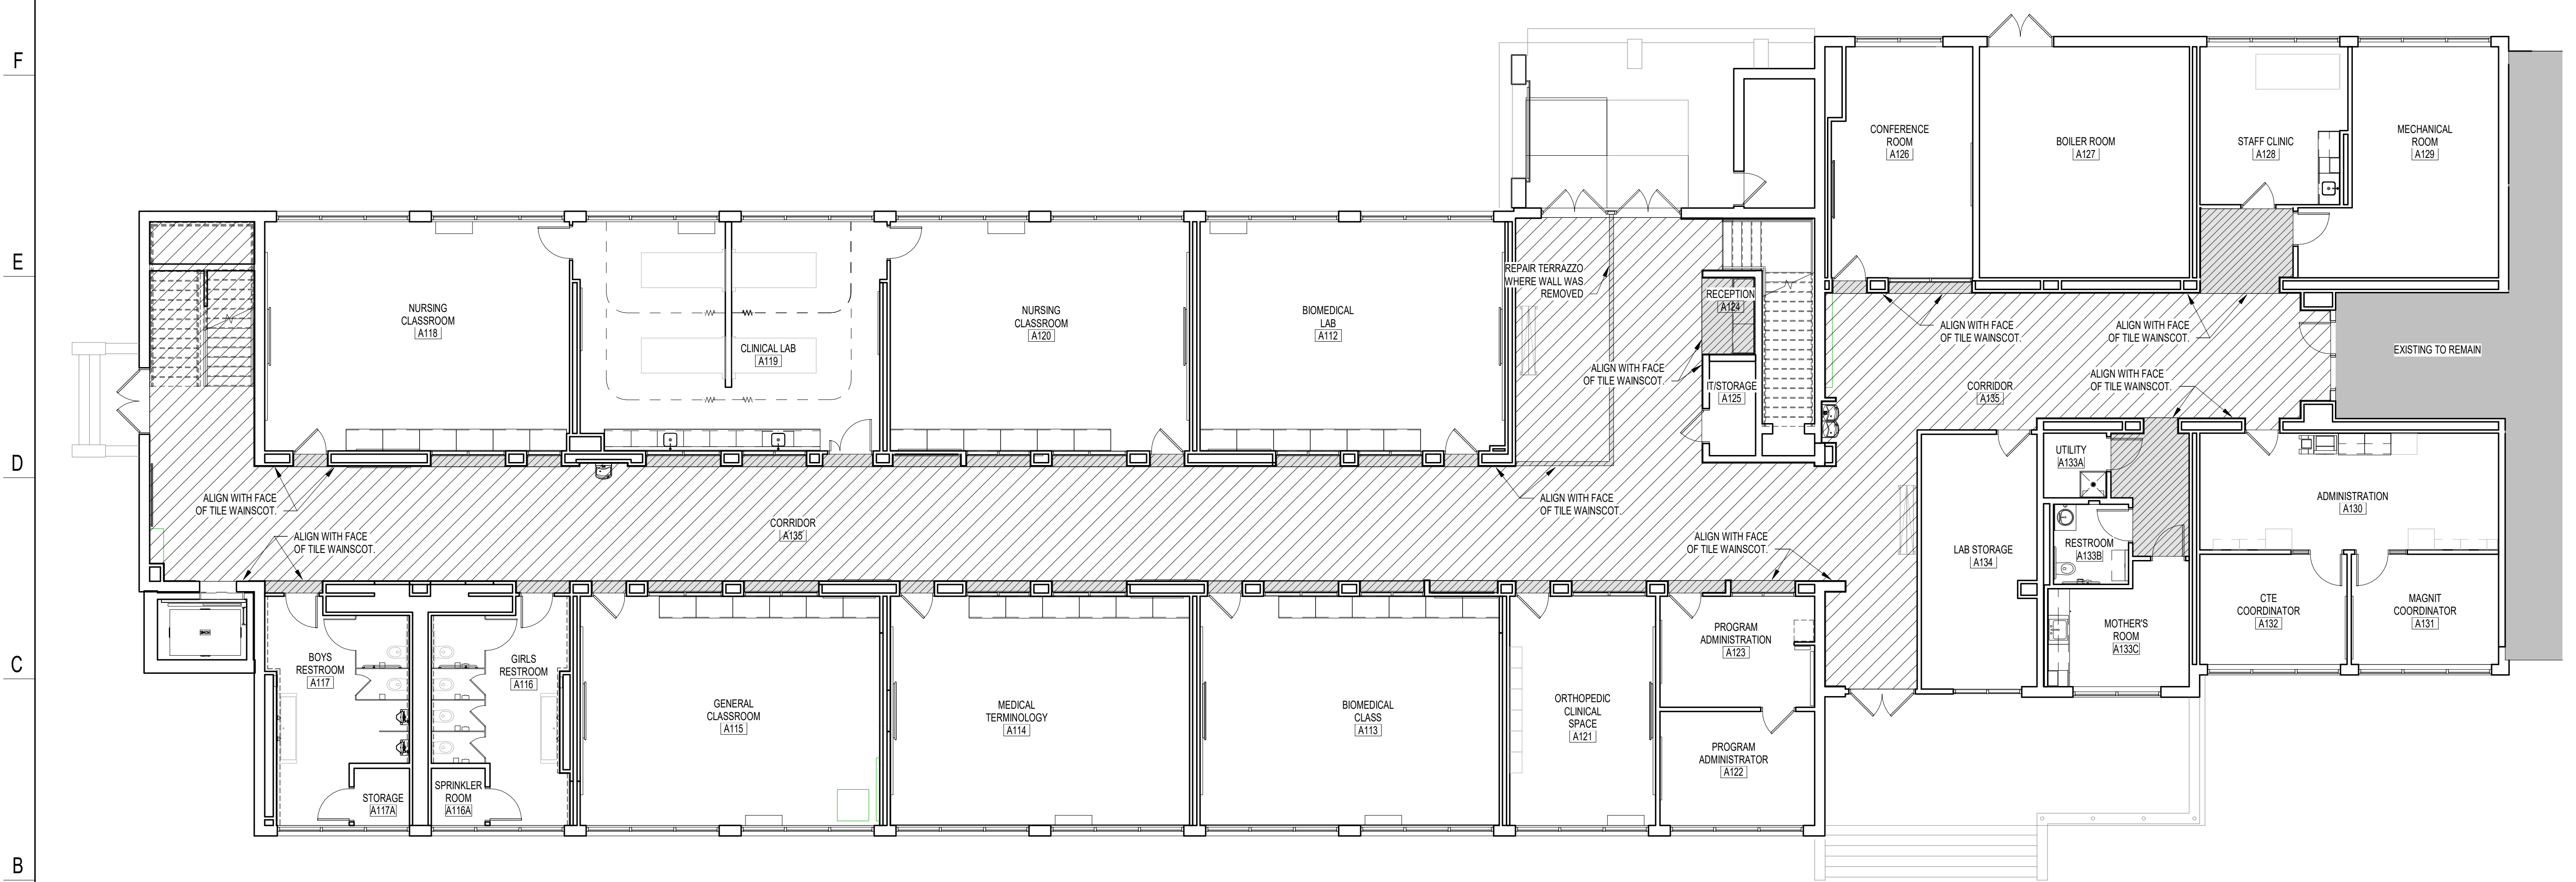 F
E
D
C
B
CONFERENCE
ROOM
A126
BOILER ROOM
A127
STAFF CLINIC
A128
MECHANICAL
ROOM
A129
NURSING
CLASSROOM
A118
CLINICAL LAB
A119
NURSING
CLASSROOM
A120
BIOMEDICAL
LAB
A112
REPAIR TERRAZZO
WHERE WALL WAS
REMOVED
RECEPTION
A124
ALIGN WITH FACE
OF TILE WAINSCOT.
IT/STORAGE
A125
ALIGN WITH FACE
OF TILE WAINSCOT.
ALIGN WITH FACE
OF TILE WAINSCOT.
EXISTING TO REMAIN
ALIGN WITH FACE
OF TILE WAINSCOT.
CORRIDOR
A135
ALIGN WITH FACE
OF TILE WAINSCOT.
ALIGN WITH FACE
OF TILE WAINSCOT.
CORRIDOR
A135
ALIGN WITH FACE
OF TILE WAINSCOT.
ALIGN WITH FACE
OF TILE WAINSCOT.
UTILITY
A133A
ADMINISTRATION
A130
LAB STORAGE
A134
RESTROOM
A133B
CTE
COORDINATOR
A132
MAGNIT
COORDINATOR
A131
MOTHER'S
ROOM
A133C
BOYS
RESTROOM
A117
GIRLS
RESTROOM
A116
STORAGE
A117A
SPRINKLER
ROOM
A116A
GENERAL
CLASSROOM
A115
MEDICAL
TERMINOLOGY
A114
BIOMEDICAL
CLASS
A113
ORTHOPEDIC
CLINICAL
SPACE
A121
PROGRAM
ADMINISTRATION
A123
PROGRAM
ADMINISTRATOR
A122